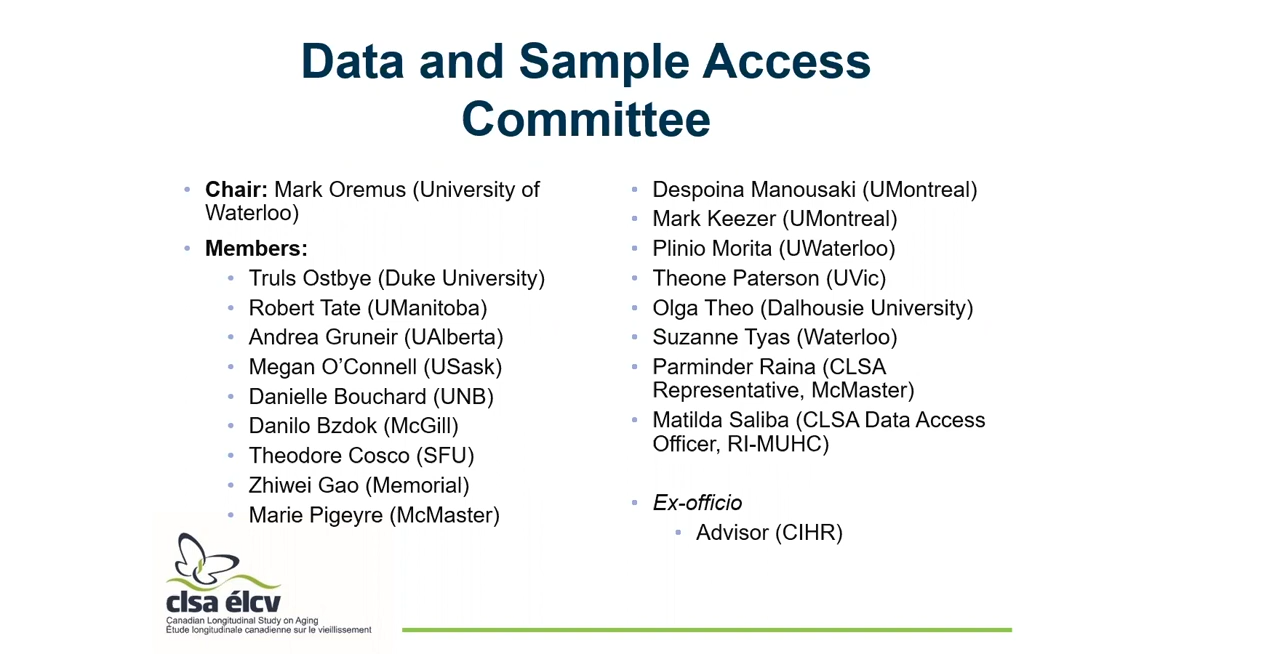 Data and Sample Access
Committee
• Chair: Mark Oremus (University of
Waterloo)
• Members:
• Truls Ostbye (Duke University)
• Robert Tate (UManitoba)
• Andrea Gruneir (UAlberta)
• Megan O’Connell (USask)
• Danielle Bouchard (UNB)
• Danilo Bzdok (McGill)
• Theodore Cosco (SFU)
• Zhiwei Gao (Memorial)
• Marie Pigeyre (McMaster)
• Despoina Manousaki (UMontreal)
• Mark Keezer (UMontreal)
• Plinio Morita (UWaterloo)
• Theone Paterson (UVic)
• Olga Theo (Dalhousie University)
• Suzanne Tyas (Waterloo)
• Parminder Raina (CLSA
Representative, McMaster)
• Matilda Saliba (CLSA Data Access
Officer, RI-MUHC)
• Ex-officio
• Advisor (CIHR)
clsa élcv
Canadian Longitudinal Study on Aging
Étude longitudinale canadienne sur le vieillissement